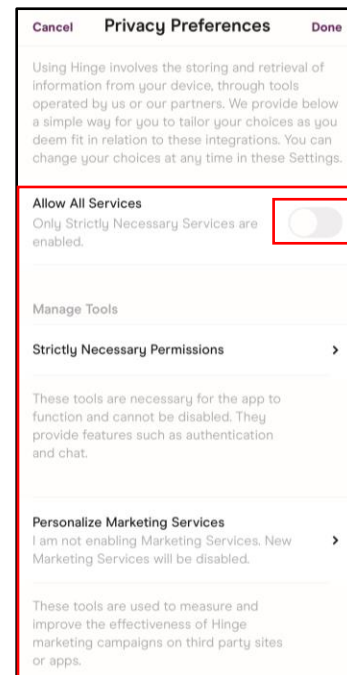 Cancel Privacy Preferences Done
Using Hinge involves the storing and retrieval of
information from your device, through tools
operated by us or our partners. We provide below
a simple way for you to tailor your choices as you
deem fit in relation to these integrations. You can
change your choices at any time in these Settings.
Allow All Services
Only Strictly Necessary Services are
enabled.
Manage Tools
Strictly Necessary Permissions
These tools are necessary for the app to
function and cannot be disabled. They
provide features such as authentication
and chat.
Personalize Marketing Services
I am not enabling Marketing Services. New
Marketing Services will be disabled.
These tools are used to measure and
improve the effectiveness of Hinge
marketing campaigns on third party sites
or apps.